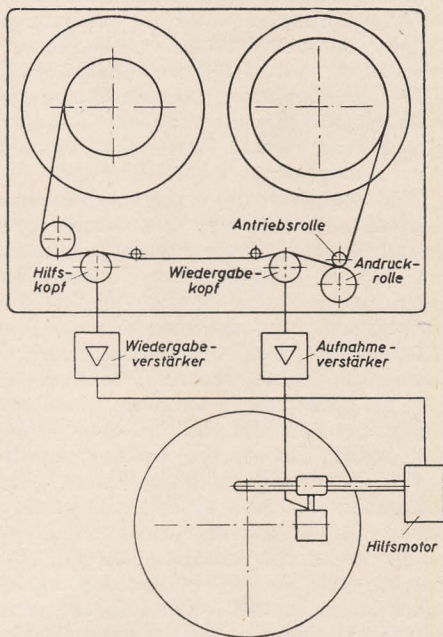 Antriebsrolle
Hilfs-
kopf
Wiedergabe-
kopf
Andruck-
rolle
Wiedergabe-
verstärker
Aufnahme-
verstärker
Hilfsmotor